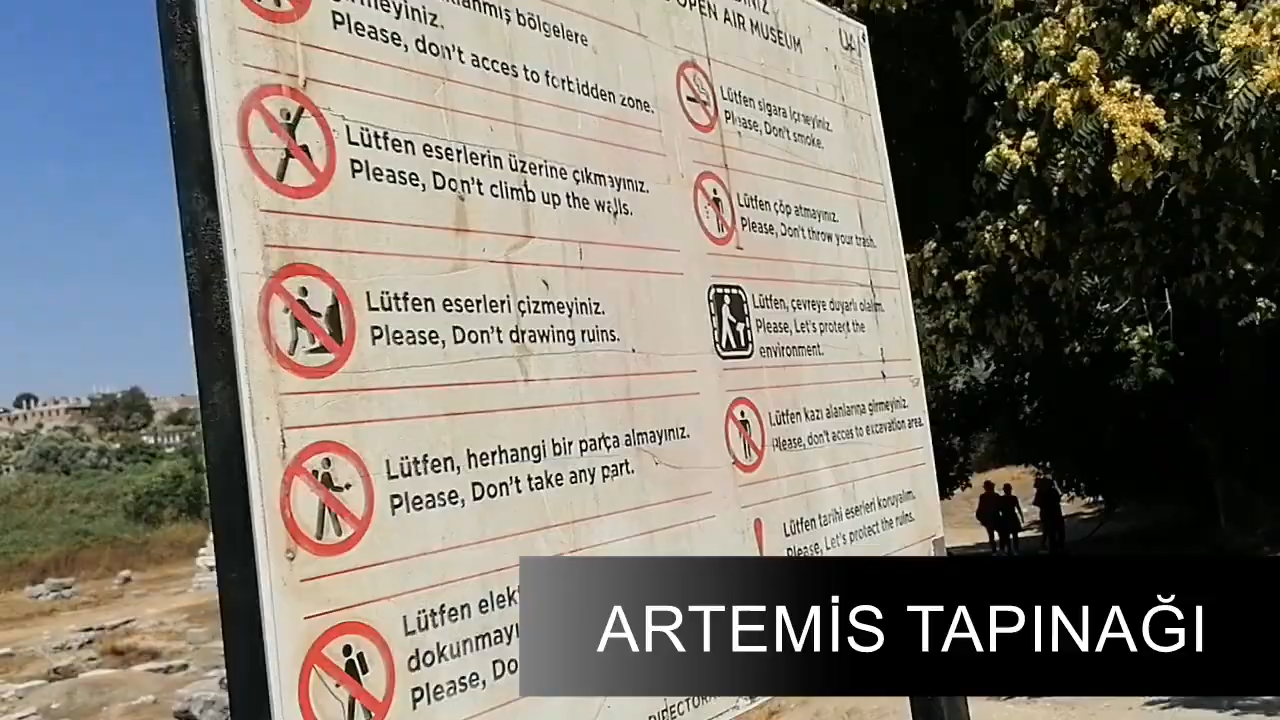 OPEN AIR MUSEUM
bölgelere
Please, don't acces to forbidden zone.
Lütfen eserlerin üzerine çıkmayınız.
Please, Don't climb up the walls.
Lütfen eserleri çizmeyiniz.
Please, Don't drawing ruins.
Lütfen, herhangi bir parça almayınız.
Please, Don't take any part.
Lütfen
Please,
Lütfen sigara içmeyiniz.
Please, Don't smoke.
Lütfen çöp atmayınız.
Please, Don't throw your trash.
Lütfen, çevreye duyarlı olalım.
Please, Let's protect the
environment.
Lütfen kazı alanlarına girmeyiniz.
Please, don't acces to excavation area.
Lütfen tarihi eserleri koruyalım.
Please, Let's protect the ruins.
ARTEMİS TAPINAĞI